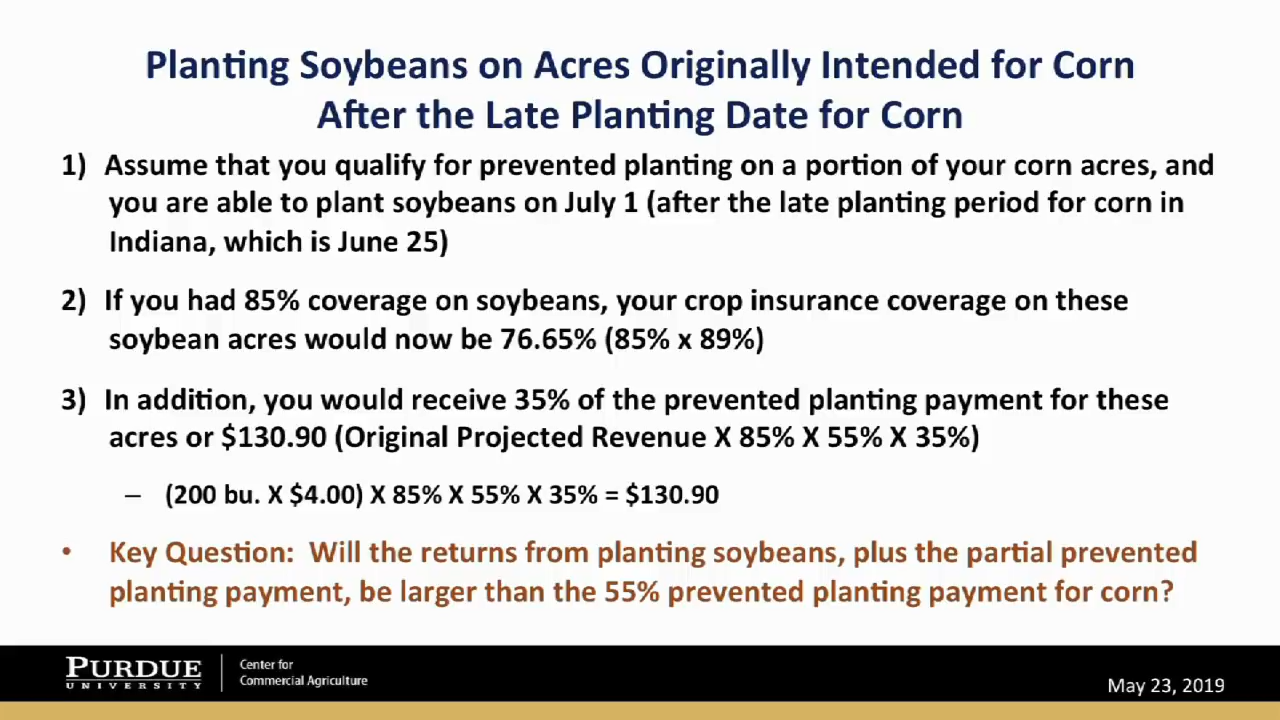 Planting Soybeans on Acres Originally Intended for Corn
After the Late Planting Date for Corn
1) Assume that you qualify for prevented planting on a portion of your corn acres, and
you are able to plant soybeans on July 1 (after the late planting period for corn in
Indiana, which is June 25)
2) If you had 85% coverage on soybeans, your crop insurance coverage on these
soybean acres would now be 76.65% (85% x 89%)
3) In addition, you would receive 35% of the prevented planting payment for these
acres or $130.90 (Original Projected Revenue X 85% X 55% X 35%)
– (200 bu. X $4.00) X 85% X 55% X 35% = $130.90
• Key Question: Will the returns from planting soybeans, plus the partial prevented
planting payment, be larger than the 55% prevented planting payment for corn?
PURDUE
UNIVERSITY
Center for
Commercial Agriculture
May 23, 2019